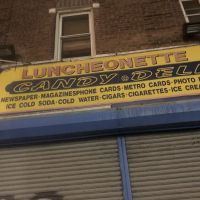 LUNCHEONETTE
CANDY & DELI
NEWSPAPER·MAGAZINES PHONE CARDS·METRO CARDS·PHOTO
ICE COLD SODA·COLD WATER·CIGARS·CIGARETTES·ICE CREA